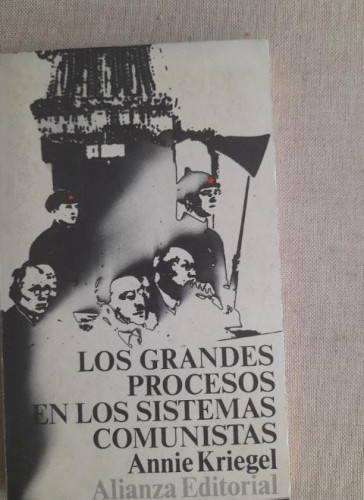 LOS GRANDES
PROCESOS
EN LOS SISTEMAS
COMUNISTAS
Annie Kriegel
Alianza Editorial